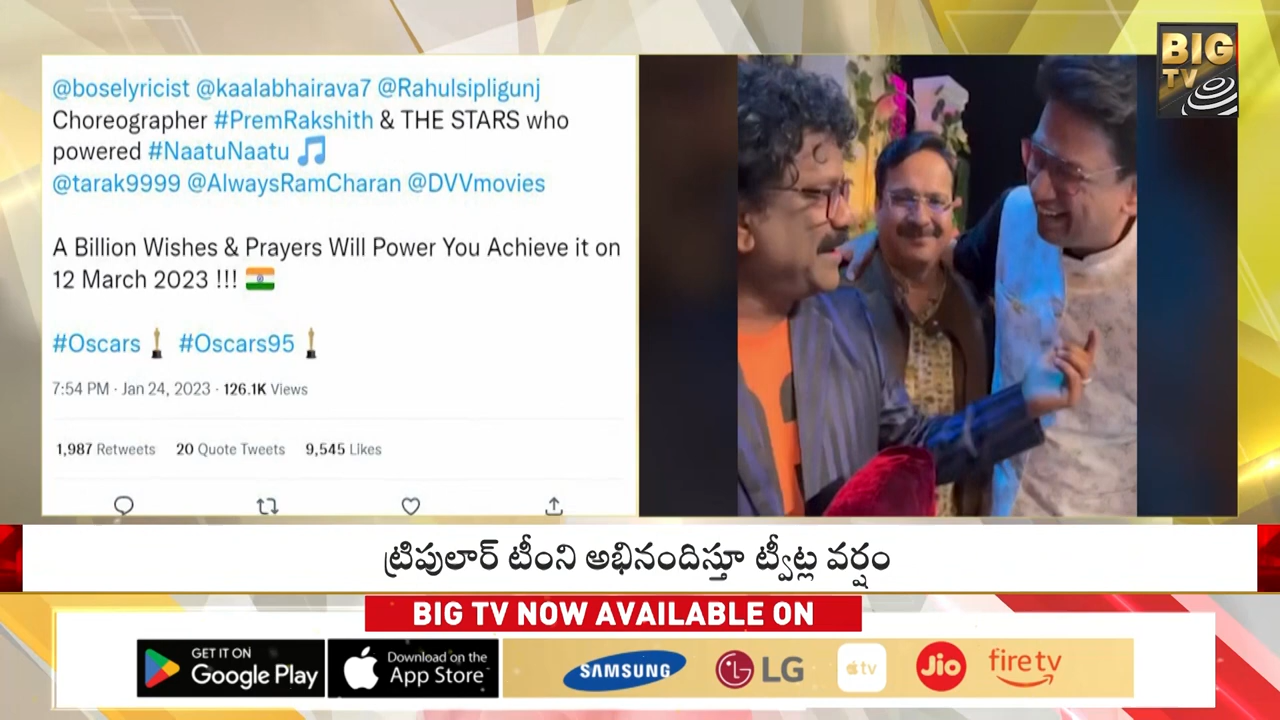 @boselyricist @kaalabhairava7 @Rahulsipligunj
Choreographer #PremRakshith & THE STARS who
powered #NaatuNaatu 🎵
@tarak9999 @AlwaysRamCharan @DVVmovies
A Billion Wishes & Prayers Will Power You Achieve it on
12 March 2023 !!! 🇮🇳
#Oscars #Oscars95
7:54 PM · Jan 24, 2023 · 126.1K Views
1,987 Retweets 20 Quote Tweets 9,545 Likes
BIG
TV
ట్రిపులార్ టీంని అభినందిస్తూ ట్వీట్ల వర్షం
BIG TV NOW AVAILABLE ON
GET IT ON
Google Play
Download on the
App Store
SAMSUNG
LG
tv
Jio
fire tv